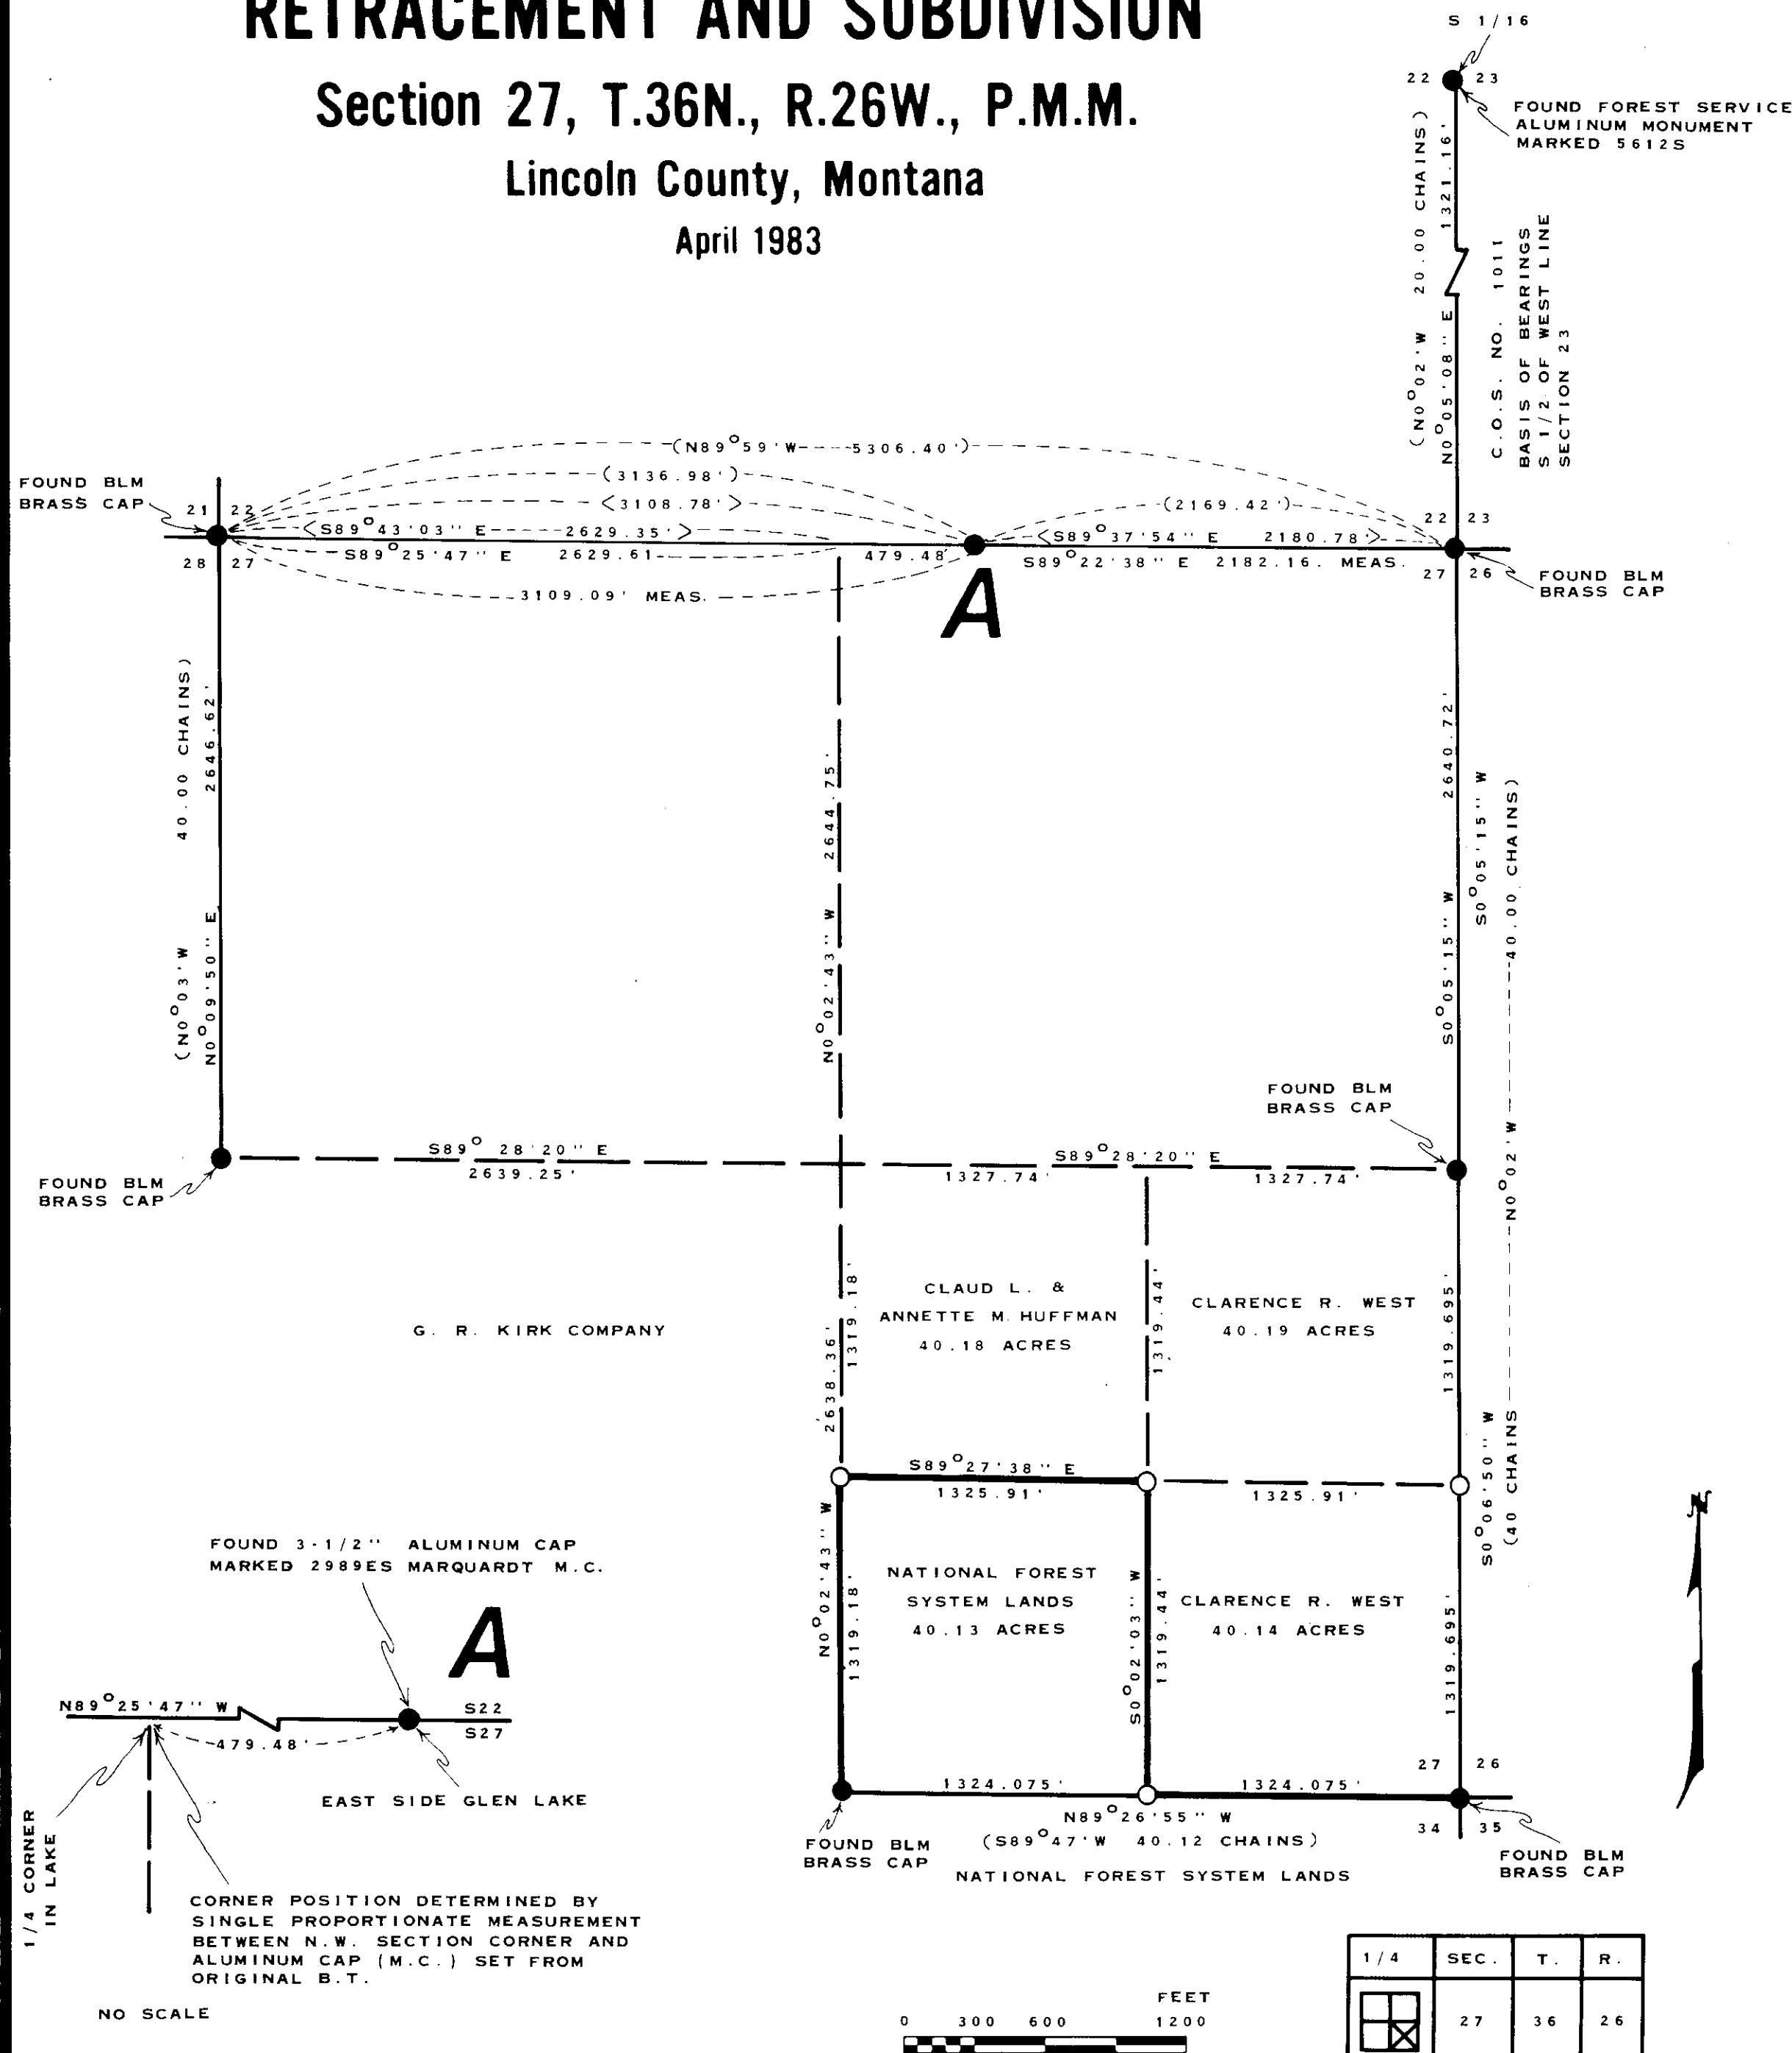 RETRACEMENT AND SUBDIVISION
Section 27, T.36N., R.26W., P.M.M.
Lincoln County, Montana
April 1983
S 1/16
22 23
FOUND FOREST SERVICE
ALUMINUM MONUMENT
MARKED 5612S
(N0°02'W 20.00 CHAINS)
N0°05'08" E 1321.16'
C.O.S. NO. 1011
BASIS OF BEARINGS
S 1/2 OF WEST LINE
SECTION 23
(N89°59'W----5306.40')
(3136.98')
<3108.78'>
(2169.42')
FOUND BLM
BRASS CAP
21 22
28 27
<S89°43'03" E-----2629.35'>
S89°25'47" E 2629.61
479.48'
<S89°37'54" E 2180.78'>
S89°22'38" E 2182.16. MEAS.
3109.09' MEAS.
22 23
27 26
FOUND BLM
BRASS CAP
A
(N0°03'W 40.00 CHAINS)
N0°09'50" E 2646.62'
N0°02'43" W 2644.75'
S0°05'15" W 2640.72'
S0°05'15" W
(40 CHAINS-----N0°02'W-----40.00 CHAINS)
FOUND BLM
BRASS CAP
FOUND BLM
BRASS CAP
S89°28'20" E
2639.25'
S89°28'20" E
1327.74' 1327.74'
G. R. KIRK COMPANY
2638.36'
1319.18'
CLAUD L. &
ANNETTE M. HUFFMAN
40.18 ACRES
1319.44'
CLARENCE R. WEST
40.19 ACRES
1319.695'
S0°06'50" W
S89°27'38" E
1325.91' 1325.91'
N0°02'43" W
1319.18'
NATIONAL FOREST
SYSTEM LANDS
40.13 ACRES
S0°02'03" W
1319.44'
CLARENCE R. WEST
40.14 ACRES
1319.695'
27 26
34 35
1324.075' 1324.075'
N89°26'55" W
(S89°47'W 40.12 CHAINS)
NATIONAL FOREST SYSTEM LANDS
FOUND BLM
BRASS CAP
FOUND BLM
BRASS CAP
N
FOUND 3-1/2" ALUMINUM CAP
MARKED 2989ES MARQUARDT M.C.
A
N89°25'47" W
S22
S27
479.48'
EAST SIDE GLEN LAKE
1/4 CORNER
IN LAKE
CORNER POSITION DETERMINED BY
SINGLE PROPORTIONATE MEASUREMENT
BETWEEN N.W. SECTION CORNER AND
ALUMINUM CAP (M.C.) SET FROM
ORIGINAL B.T.
NO SCALE
FEET
0 300 600 1200
1/4 SEC. T. R.
27 36 26